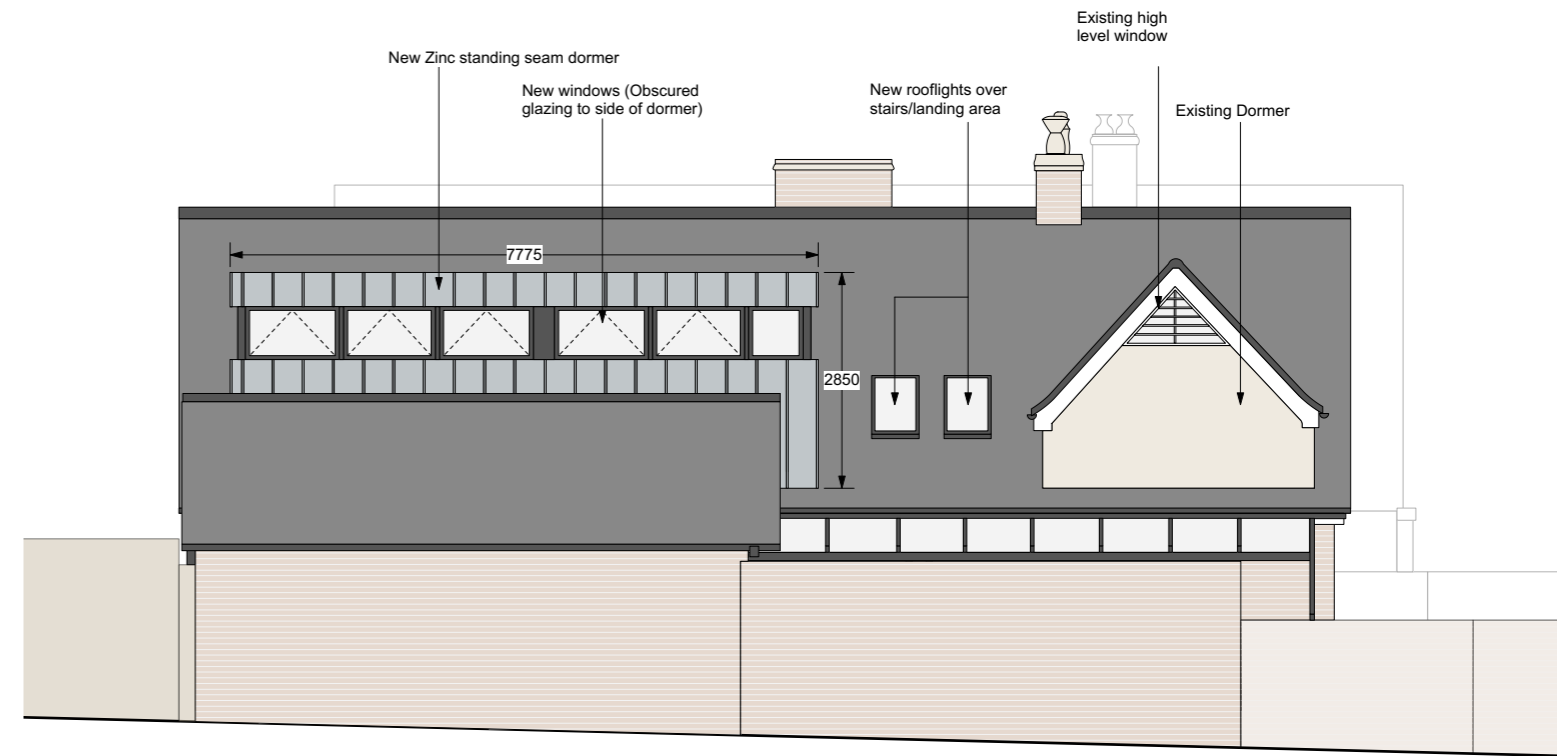 Existing high
level window
New Zinc standing seam dormer
New windows (Obscured
glazing to side of dormer)
New rooflights over
stairs/landing area
Existing Dormer
7775
2850